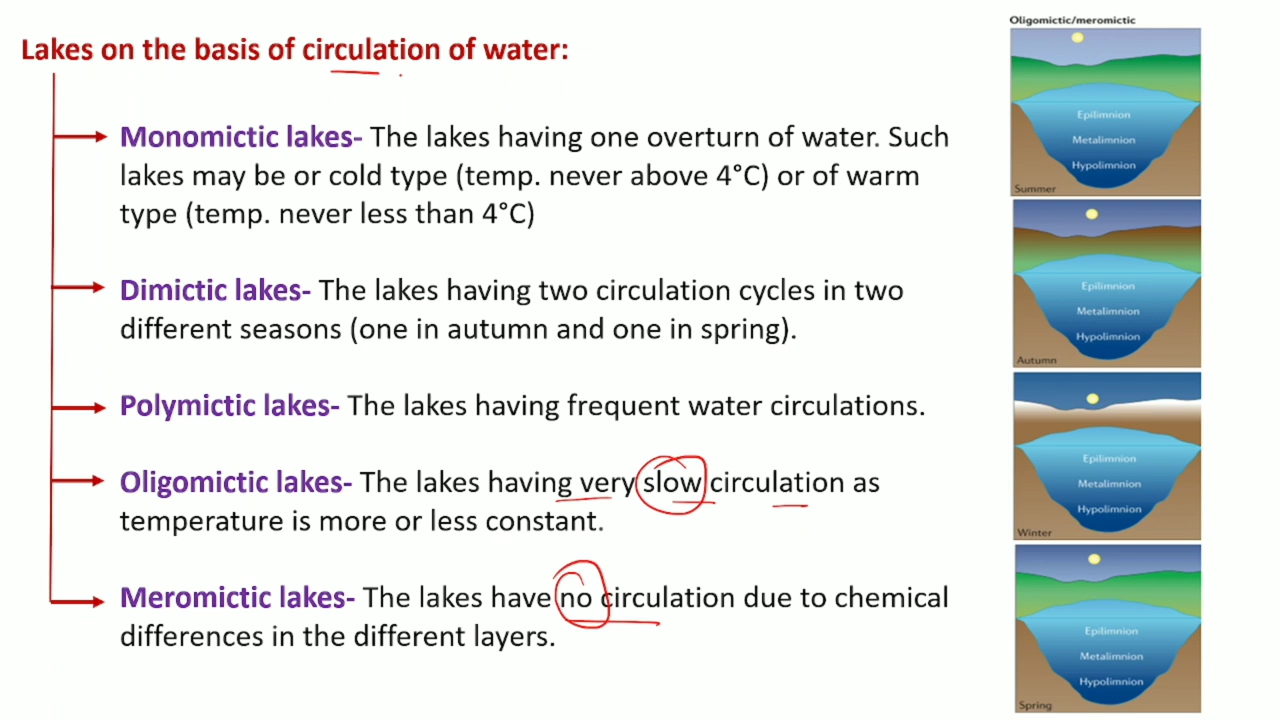 Lakes on the basis of circulation of water:
Monomictic lakes- The lakes having one overturn of water. Such
lakes may be or cold type (temp. never above 4°C) or of warm
type (temp. never less than 4°C)
Dimictic lakes- The lakes having two circulation cycles in two
different seasons (one in autumn and one in spring).
Polymictic lakes- The lakes having frequent water circulations.
Oligomictic lakes- The lakes having very slow circulation as
temperature is more or less constant.
Meromictic lakes- The lakes have no circulation due to chemical
differences in the different layers.
Oligomictic/meromictic
Epilimnion
Metalimnion
Hypolimnion
Summer
Epilimnion
Metalimnion
Hypolimnion
Autumn
Epilimnion
Metalimnion
Hypolimnion
Winter
Epilimnion
Metalimnion
Hypolimnion
Spring